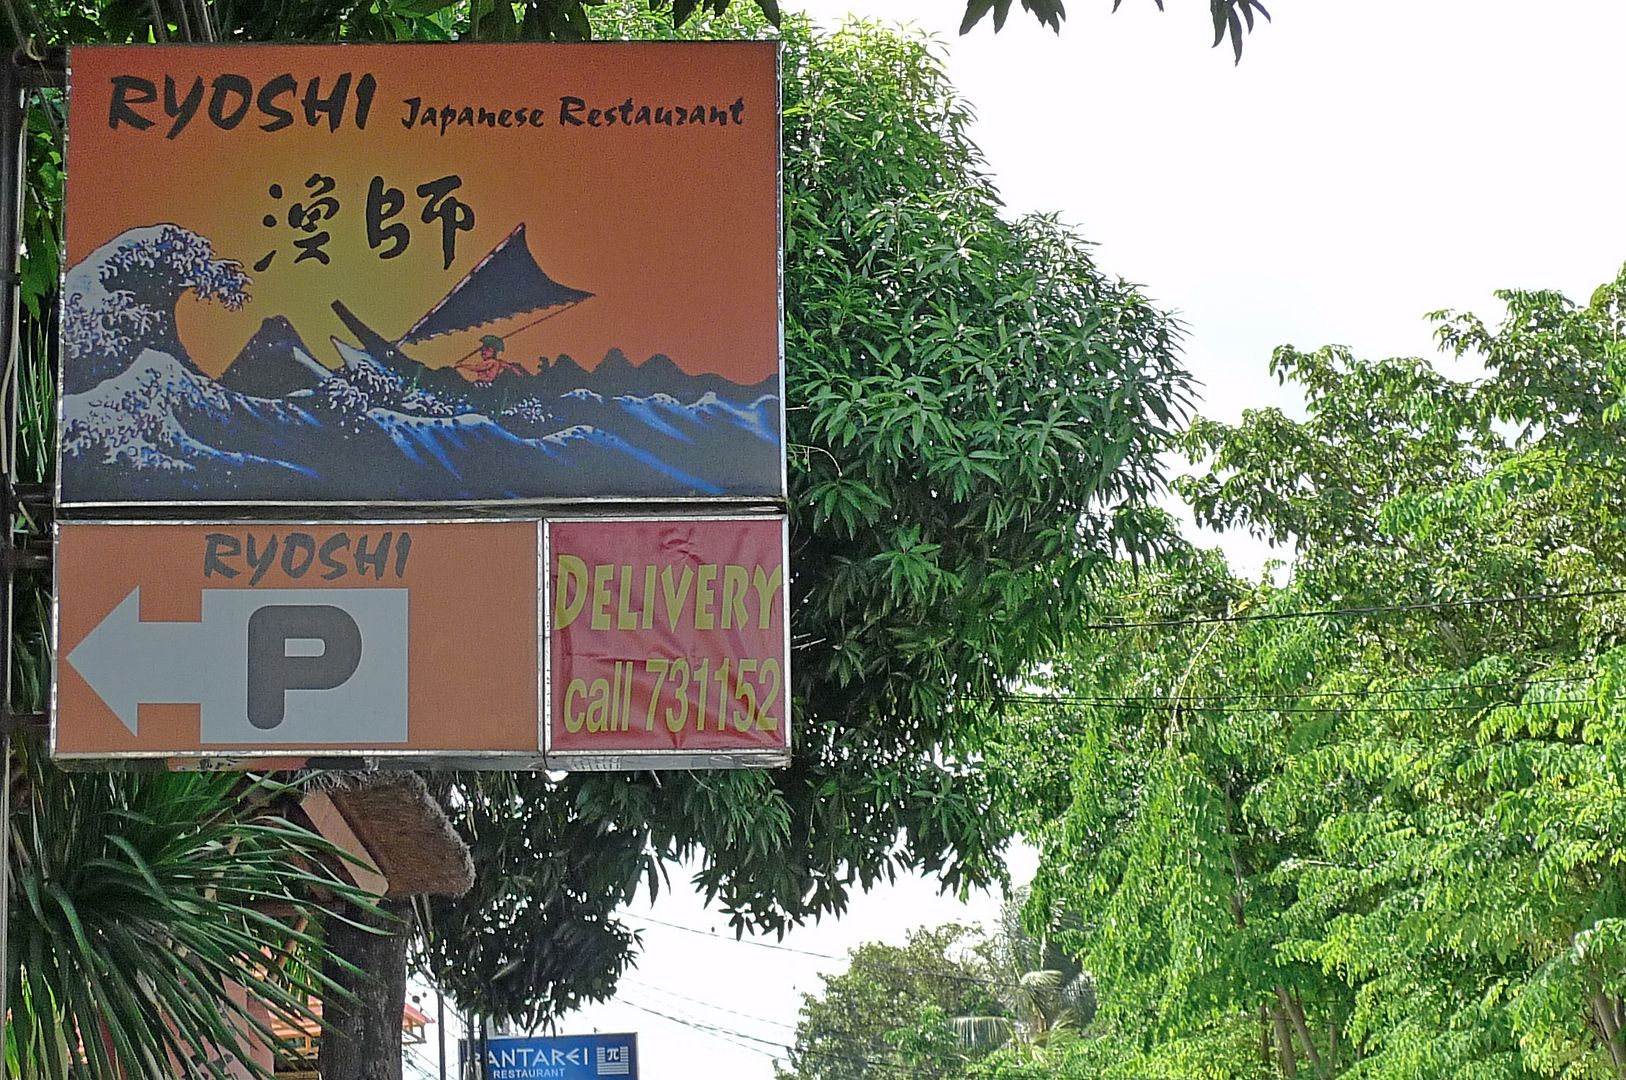 RYOSHI Japanese Restaurant
漁師
RYOSHI
P
DELIVERY
call 731152
RESTAURANT